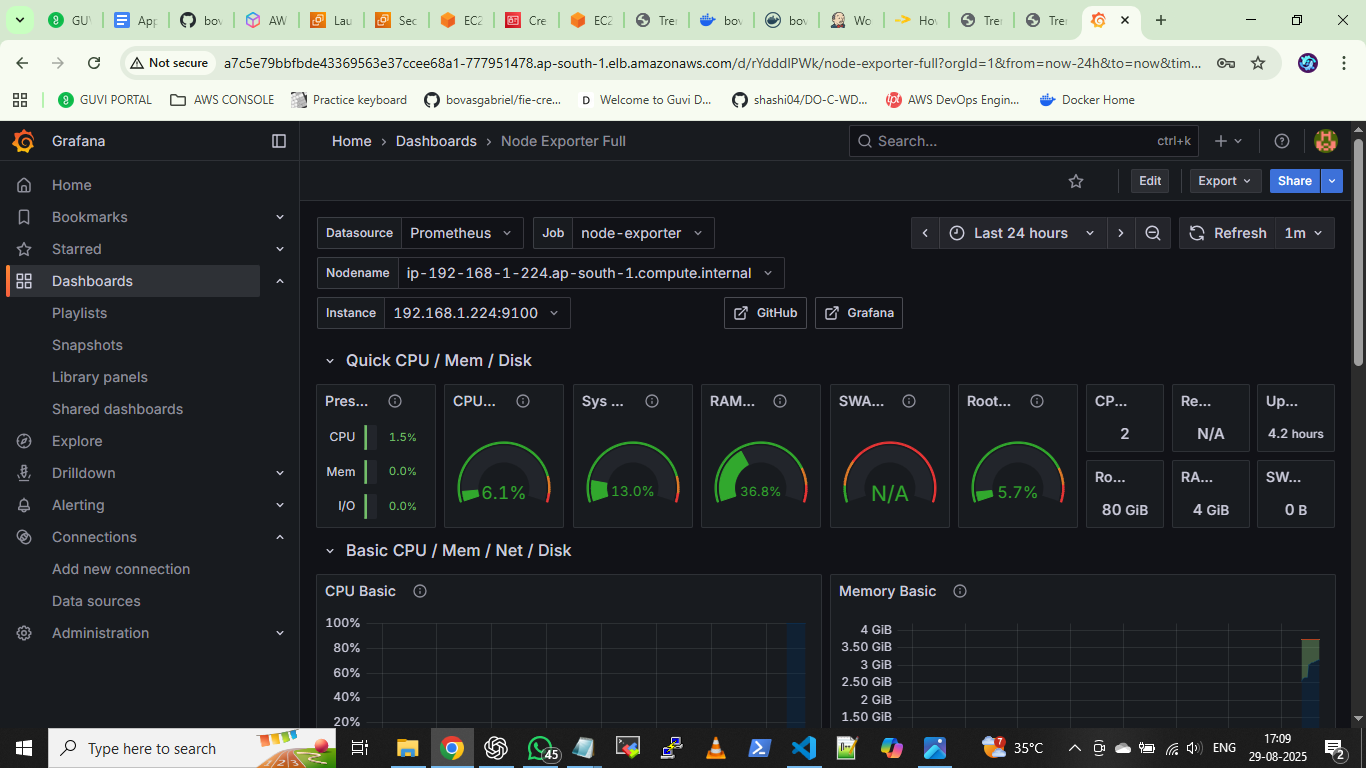 GUV
App
bov
AW
Lau
Sec
EC2
Cre
EC2
Trer
bov
bov
Wo
Hov
Trer
Trer
Not secure
a7c5e79bbfbde43369563e37ccee68a1-777951478.ap-south-1.elb.amazonaws.com/d/rYdddlPWk/node-exporter-full?orgId=1&from=now-24h&to=now&tim...
GUVI PORTAL
AWS CONSOLE
Practice keyboard
bovasgabriel/fie-cre...
Welcome to Guvi D...
shashi04/DO-C-WD...
AWS DevOps Engin...
Docker Home
Grafana
Home › Dashboards › Node Exporter Full
Search...
ctrl+k
Edit
Export
Share
Home
Bookmarks
Starred
Dashboards
Playlists
Snapshots
Library panels
Shared dashboards
Explore
Drilldown
Alerting
Connections
Add new connection
Data sources
Administration
Datasource
Prometheus
Job
node-exporter
Last 24 hours
Refresh
1m
Nodename
ip-192-168-1-224.ap-south-1.compute.internal
Instance
192.168.1.224:9100
GitHub
Grafana
Quick CPU / Mem / Disk
Pres...
CPU 1.5%
Mem 0.0%
I/O 0.0%
CPU...
6.1%
Sys ...
13.0%
RAM...
36.8%
SWA...
N/A
Root...
5.7%
CP...
2
Re...
N/A
Up...
4.2 hours
Ro...
80 GiB
RA...
4 GiB
SW...
0 B
Basic CPU / Mem / Net / Disk
CPU Basic
100%
80%
60%
40%
20%
Memory Basic
4 GiB
3.50 GiB
3 GiB
2.50 GiB
2 GiB
1.50 GiB
Type here to search
45
7
35°C
ENG
17:09
29-08-2025
2